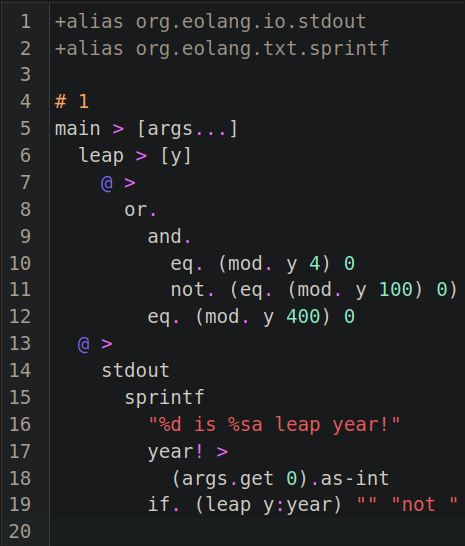 1 +alias org.eolang.io.stdout
2 +alias org.eolang.txt.sprintf
3
4 # 1
5 main > [args...]
6   leap > [y]
7     @ >
8       or.
9         and.
10           eq. (mod. y 4) 0
11           not. (eq. (mod. y 100) 0)
12         eq. (mod. y 400) 0
13   @ >
14     stdout
15       sprintf
16         "%d is %sa leap year!"
17         year! >
18           (args.get 0).as-int
19         if. (leap y:year) "" "not "
20